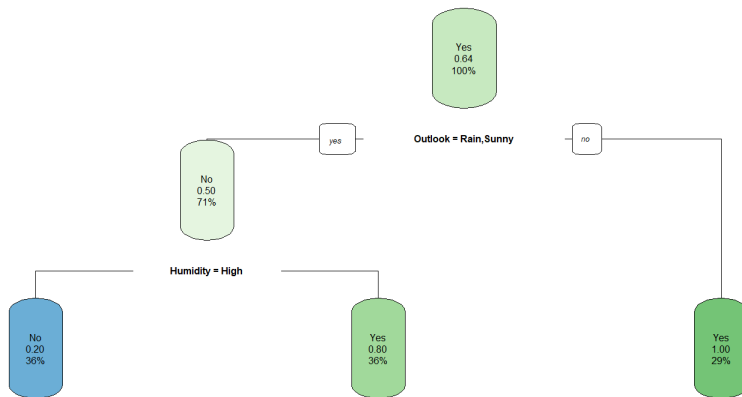 Yes
0.64
100%
yes
Outlook = Rain,Sunny
no
No
0.50
71%
Humidity = High
No
0.20
36%
Yes
0.80
36%
Yes
1.00
29%